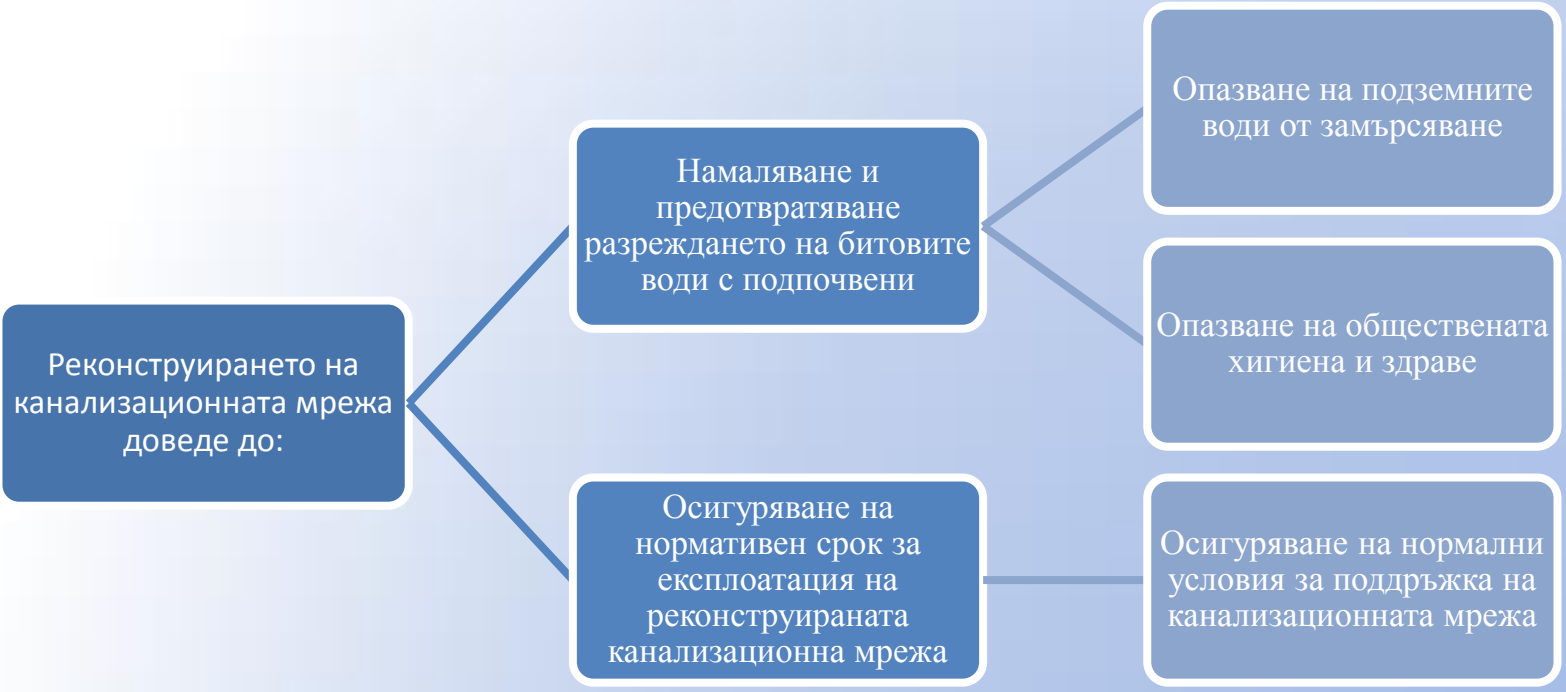 Реконструирането на
канализационната мрежа
доведе до:
Намаляване и
предотвратяване
разреждането на битовите
води с подпочвени
Опазване на подземните
води от замърсяване
Опазване на обществената
хигиена и здраве
Осигуряване на
нормативен срок за
експлоатация на
реконструираната
канализационна мрежа
Осигуряване на нормални
условия за поддръжка на
канализационната мрежа